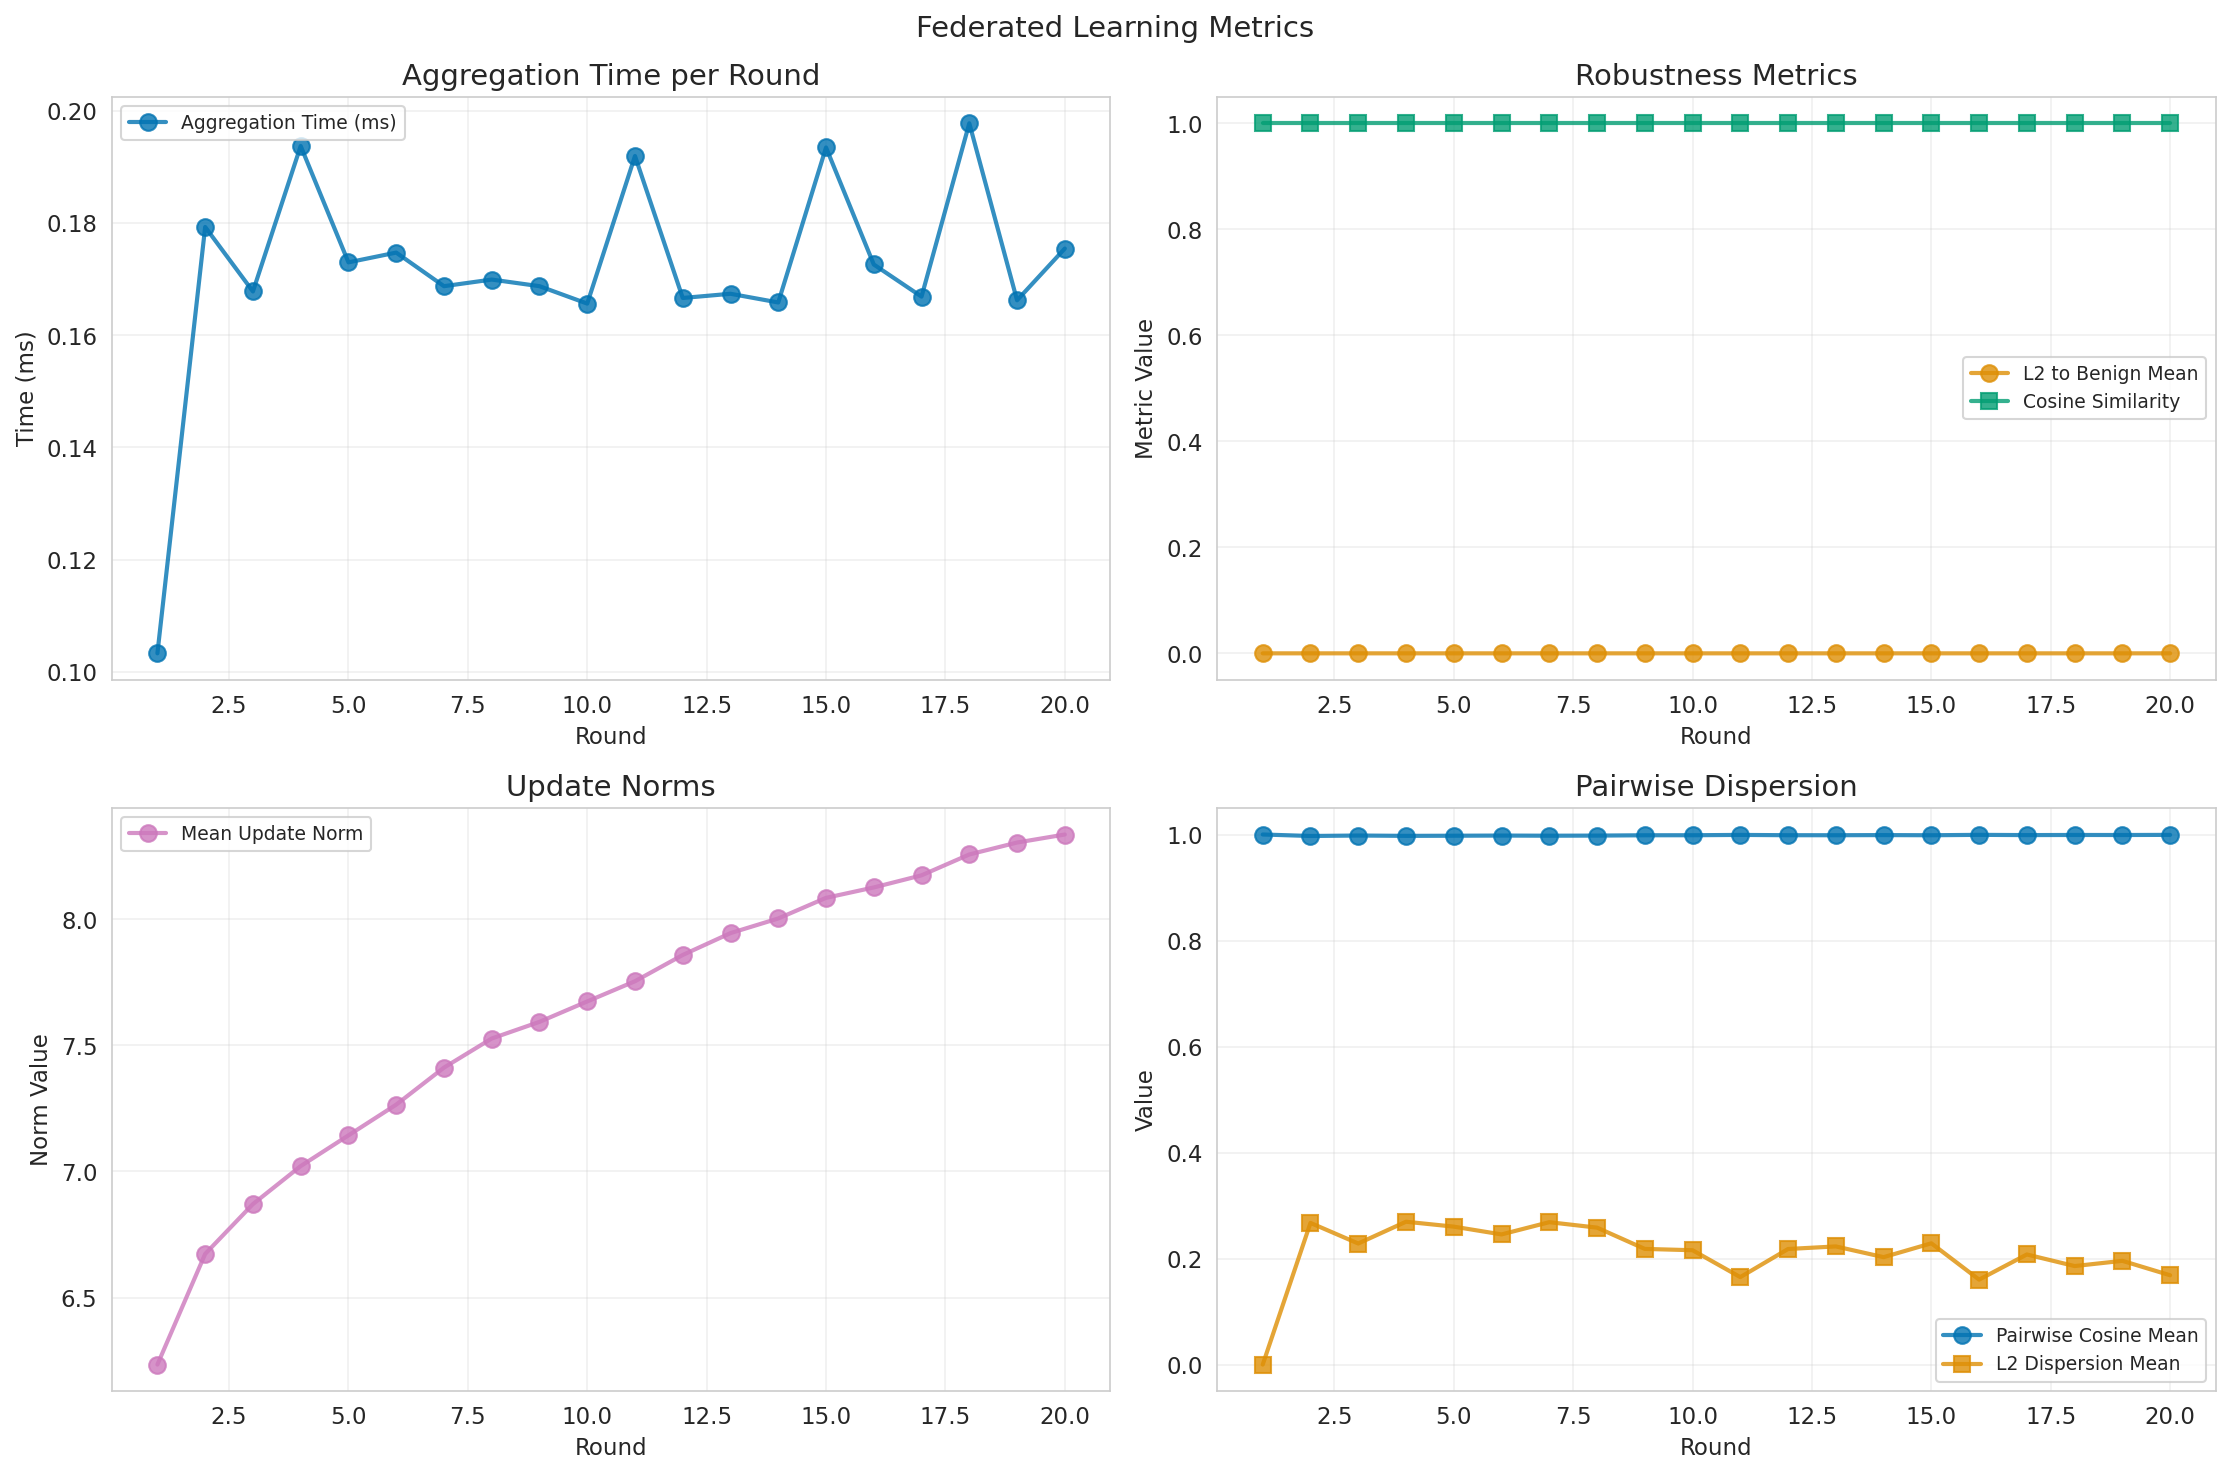 Federated Learning Metrics
Aggregation Time per Round
Aggregation Time (ms)
Time (ms)
0.20
0.18
0.16
0.14
0.12
0.10
2.5 5.0 7.5 10.0 12.5 15.0 17.5 20.0
Round
Robustness Metrics
Metric Value
1.0
0.8
0.6
0.4
0.2
0.0
L2 to Benign Mean
Cosine Similarity
2.5 5.0 7.5 10.0 12.5 15.0 17.5 20.0
Round
Update Norms
Mean Update Norm
Norm Value
8.0
7.5
7.0
6.5
2.5 5.0 7.5 10.0 12.5 15.0 17.5 20.0
Round
Pairwise Dispersion
Value
1.0
0.8
0.6
0.4
0.2
0.0
Pairwise Cosine Mean
L2 Dispersion Mean
2.5 5.0 7.5 10.0 12.5 15.0 17.5 20.0
Round